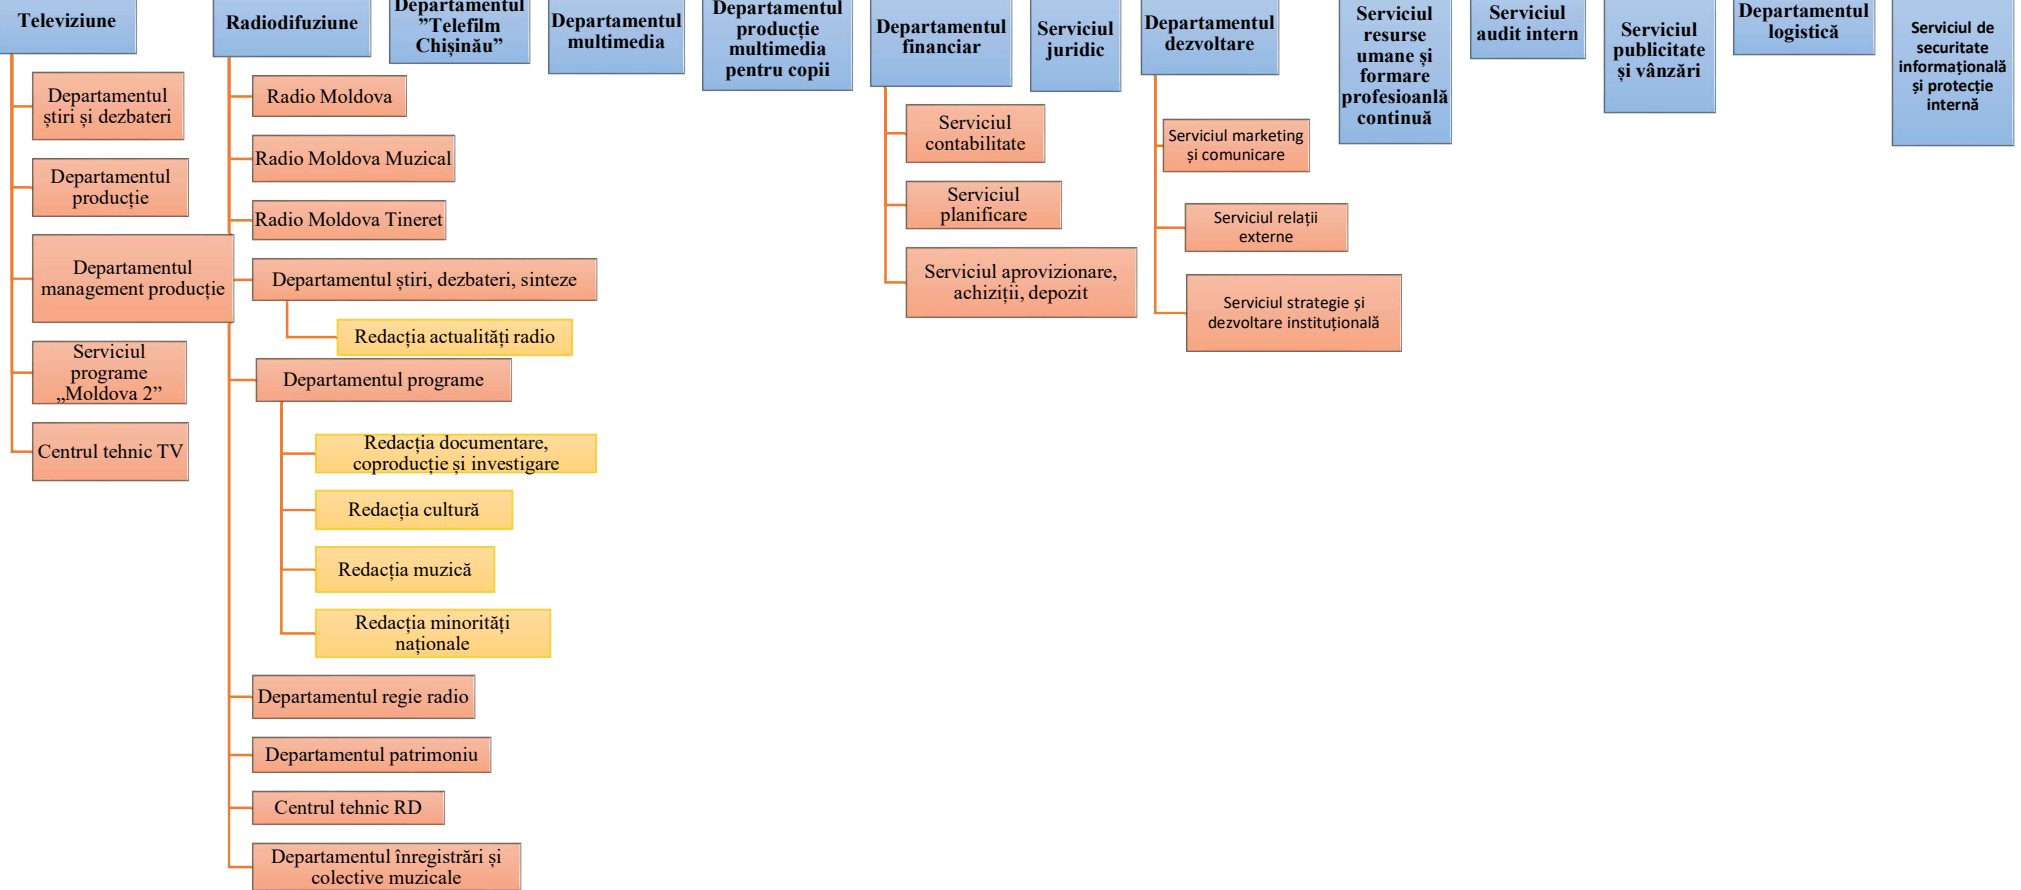 Televiziune
Departamentul
știri și dezbateri
Departamentul
producție
Departamentul
management producție
Serviciul
programe
„Moldova 2”
Centrul tehnic TV
Radiodifuziune
Radio Moldova
Radio Moldova Muzical
Radio Moldova Tineret
Departamentul știri, dezbateri, sinteze
Redacția actualități radio
Departamentul programe
Redacția documentare,
coproducție și investigare
Redacția cultură
Redacția muzică
Redacția minorități
naționale
Departamentul regie radio
Departamentul patrimoniu
Centrul tehnic RD
Departamentul înregistrări și
colective muzicale
Departamentul
”Telefilm
Chișinău”
Departamentul
multimedia
Departamentul
producție
multimedia
pentru copii
Departamentul
financiar
Serviciul
contabilitate
Serviciul
planificare
Serviciul aprovizionare,
achiziții, depozit
Serviciul
juridic
Departamentul
dezvoltare
Serviciul marketing
și comunicare
Serviciul relații
externe
Serviciul strategie și
dezvoltare instituțională
Serviciul
resurse
umane și
formare
profesioanlă
continuă
Serviciul
audit intern
Serviciul
publicitate
și vânzări
Departamentul
logistică
Serviciul de
securitate
informațională
și protecție
internă